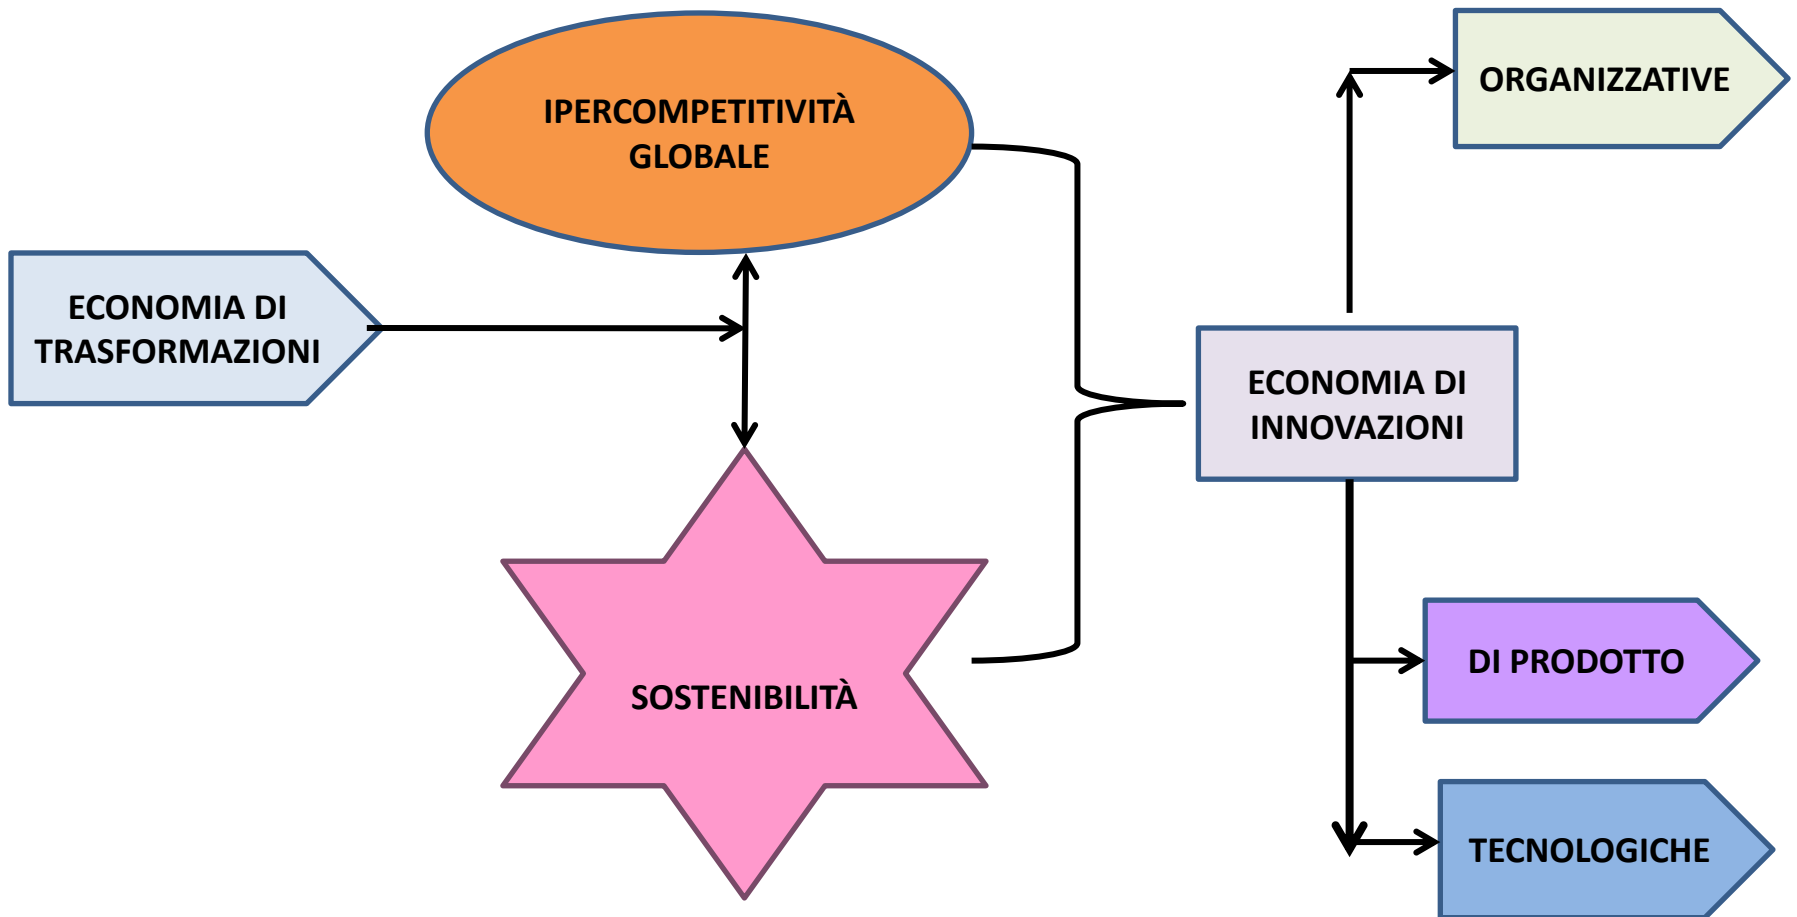 IPERCOMPETITIVITÀ
GLOBALE
ORGANIZZATIVE
ECONOMIA DI
TRASFORMAZIONI
ECONOMIA DI
INNOVAZIONI
SOSTENIBILITÀ
DI PRODOTTO
TECNOLOGICHE